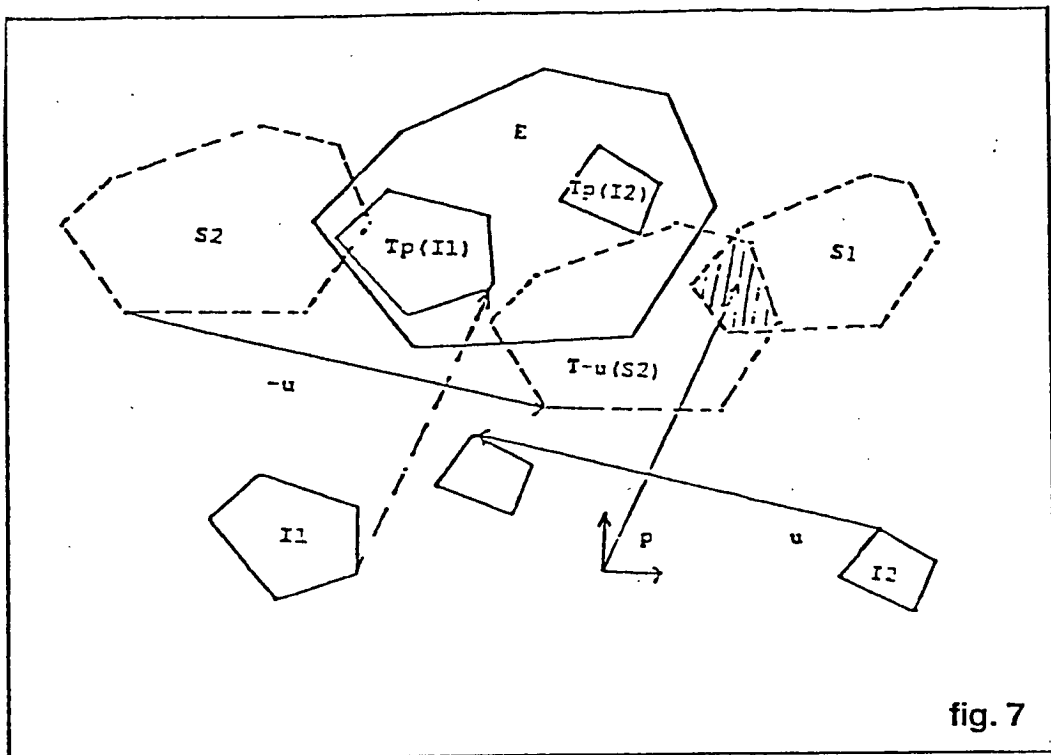 E
Tp(I2)
S2
Tp(I1)
S1
T-u(S2)
-u
I1
p
u
I2
fig. 7